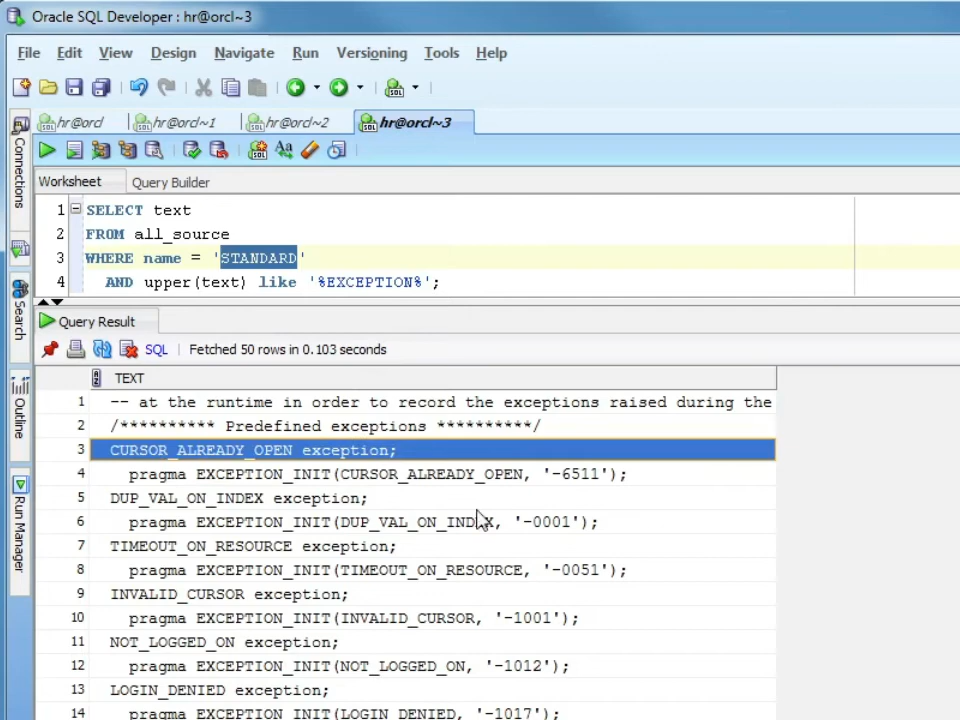 Oracle SQL Developer : hr@orcl~3
File Edit View Design Navigate Run Versioning Tools Help
hr@orcl hr@orcl~1 hr@orcl~2 hr@orcl~3
Connections
Search
Outline
Run Manager
Worksheet Query Builder
1 SELECT text
2 FROM all_source
3 WHERE name = 'STANDARD'
4 AND upper(text) like '%EXCEPTION%';
Query Result
SQL | Fetched 50 rows in 0.103 seconds
TEXT
1 -- at the runtime in order to record the exceptions raised during the
2 /********** Predefined exceptions **********/
3 CURSOR_ALREADY_OPEN exception;
4 pragma EXCEPTION_INIT(CURSOR_ALREADY_OPEN, '-6511');
5 DUP_VAL_ON_INDEX exception;
6 pragma EXCEPTION_INIT(DUP_VAL_ON_INDEX, '-0001');
7 TIMEOUT_ON_RESOURCE exception;
8 pragma EXCEPTION_INIT(TIMEOUT_ON_RESOURCE, '-0051');
9 INVALID_CURSOR exception;
10 pragma EXCEPTION_INIT(INVALID_CURSOR, '-1001');
11 NOT_LOGGED_ON exception;
12 pragma EXCEPTION_INIT(NOT_LOGGED_ON, '-1012');
13 LOGIN_DENIED exception;
14 pragma EXCEPTION_INIT(LOGIN_DENIED, '-1017');